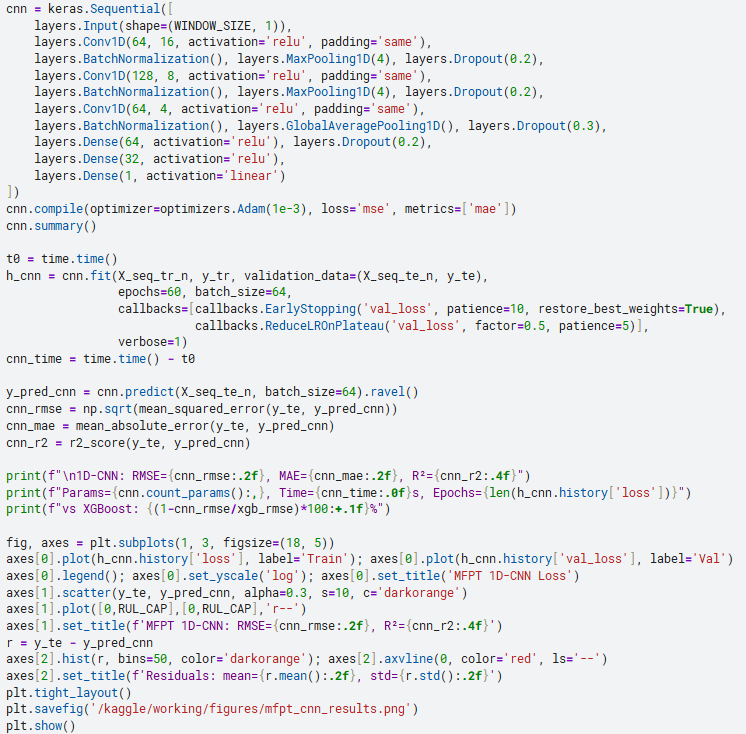 cnn = keras.Sequential([
    layers.Input(shape=(WINDOW_SIZE, 1)),
    layers.Conv1D(64, 16, activation='relu', padding='same'),
    layers.BatchNormalization(), layers.MaxPooling1D(4), layers.Dropout(0.2),
    layers.Conv1D(128, 8, activation='relu', padding='same'),
    layers.BatchNormalization(), layers.MaxPooling1D(4), layers.Dropout(0.2),
    layers.Conv1D(64, 4, activation='relu', padding='same'),
    layers.BatchNormalization(), layers.GlobalAveragePooling1D(), layers.Dropout(0.3),
    layers.Dense(64, activation='relu'), layers.Dropout(0.2),
    layers.Dense(32, activation='relu'),
    layers.Dense(1, activation='linear')
])
cnn.compile(optimizer=optimizers.Adam(1e-3), loss='mse', metrics=['mae'])
cnn.summary()

t0 = time.time()
h_cnn = cnn.fit(X_seq_tr_n, y_tr, validation_data=(X_seq_te_n, y_te),
                epochs=60, batch_size=64,
                callbacks=[callbacks.EarlyStopping('val_loss', patience=10, restore_best_weights=True),
                           callbacks.ReduceLROnPlateau('val_loss', factor=0.5, patience=5)],
                verbose=1)
cnn_time = time.time() - t0

y_pred_cnn = cnn.predict(X_seq_te_n, batch_size=64).ravel()
cnn_rmse = np.sqrt(mean_squared_error(y_te, y_pred_cnn))
cnn_mae = mean_absolute_error(y_te, y_pred_cnn)
cnn_r2 = r2_score(y_te, y_pred_cnn)

print(f"\n1D-CNN: RMSE={cnn_rmse:.2f}, MAE={cnn_mae:.2f}, R²={cnn_r2:.4f}")
print(f"Params={cnn.count_params():,}, Time={cnn_time:.0f}s, Epochs={len(h_cnn.history['loss'])}")
print(f"vs XGBoost: {(1-cnn_rmse/xgb_rmse)*100:+.1f}%")

fig, axes = plt.subplots(1, 3, figsize=(18, 5))
axes[0].plot(h_cnn.history['loss'], label='Train'); axes[0].plot(h_cnn.history['val_loss'], label='Val')
axes[0].legend(); axes[0].set_yscale('log'); axes[0].set_title('MFPT 1D-CNN Loss')
axes[1].scatter(y_te, y_pred_cnn, alpha=0.3, s=10, c='darkorange')
axes[1].plot([0,RUL_CAP],[0,RUL_CAP],'r--')
axes[1].set_title(f'MFPT 1D-CNN: RMSE={cnn_rmse:.2f}, R²={cnn_r2:.4f}')
r = y_te - y_pred_cnn
axes[2].hist(r, bins=50, color='darkorange'); axes[2].axvline(0, color='red', ls='--')
axes[2].set_title(f'Residuals: mean={r.mean():.2f}, std={r.std():.2f}')
plt.tight_layout()
plt.savefig('/kaggle/working/figures/mfpt_cnn_results.png')
plt.show()